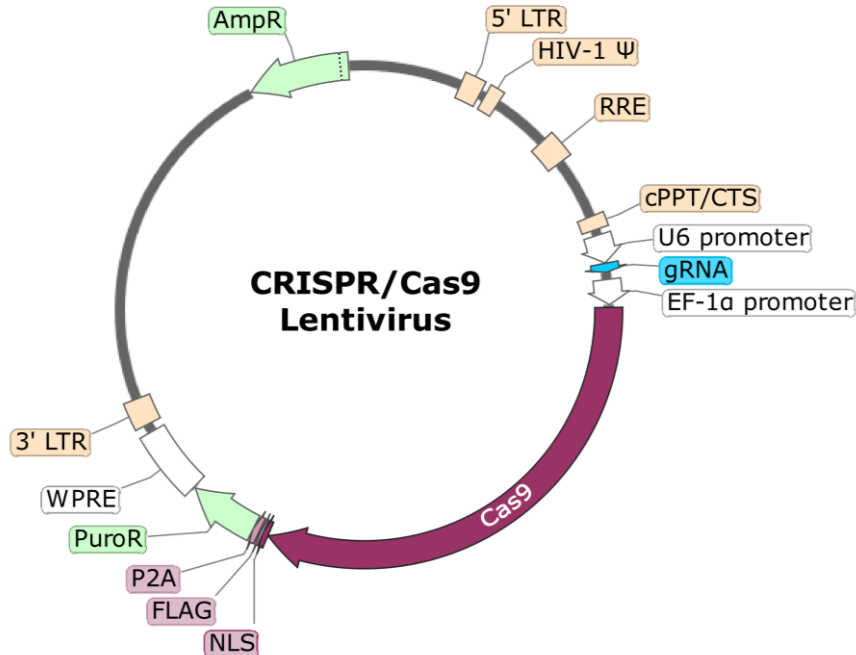 AmpR
5' LTR
HIV-1 Ψ
RRE
cPPT/CTS
U6 promoter
gRNA
EF-1α promoter
CRISPR/Cas9
Lentivirus
Cas9
3' LTR
WPRE
PuroR
P2A
FLAG
NLS